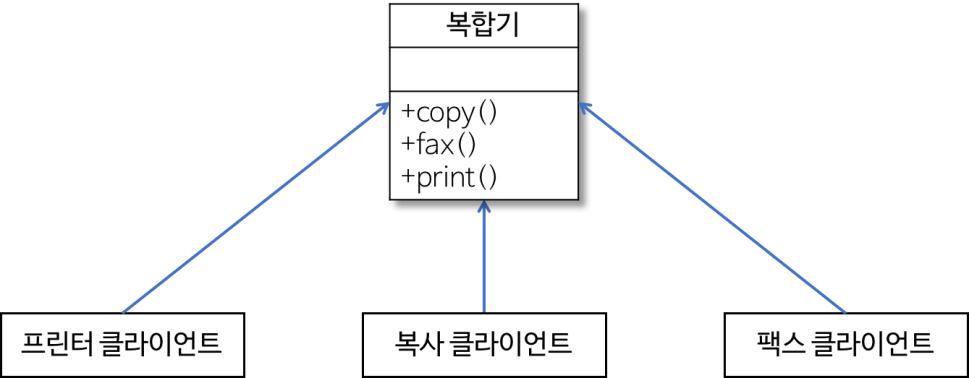 복합기
+copy()
+fax()
+print()
프린터 클라이언트
복사 클라이언트
팩스 클라이언트